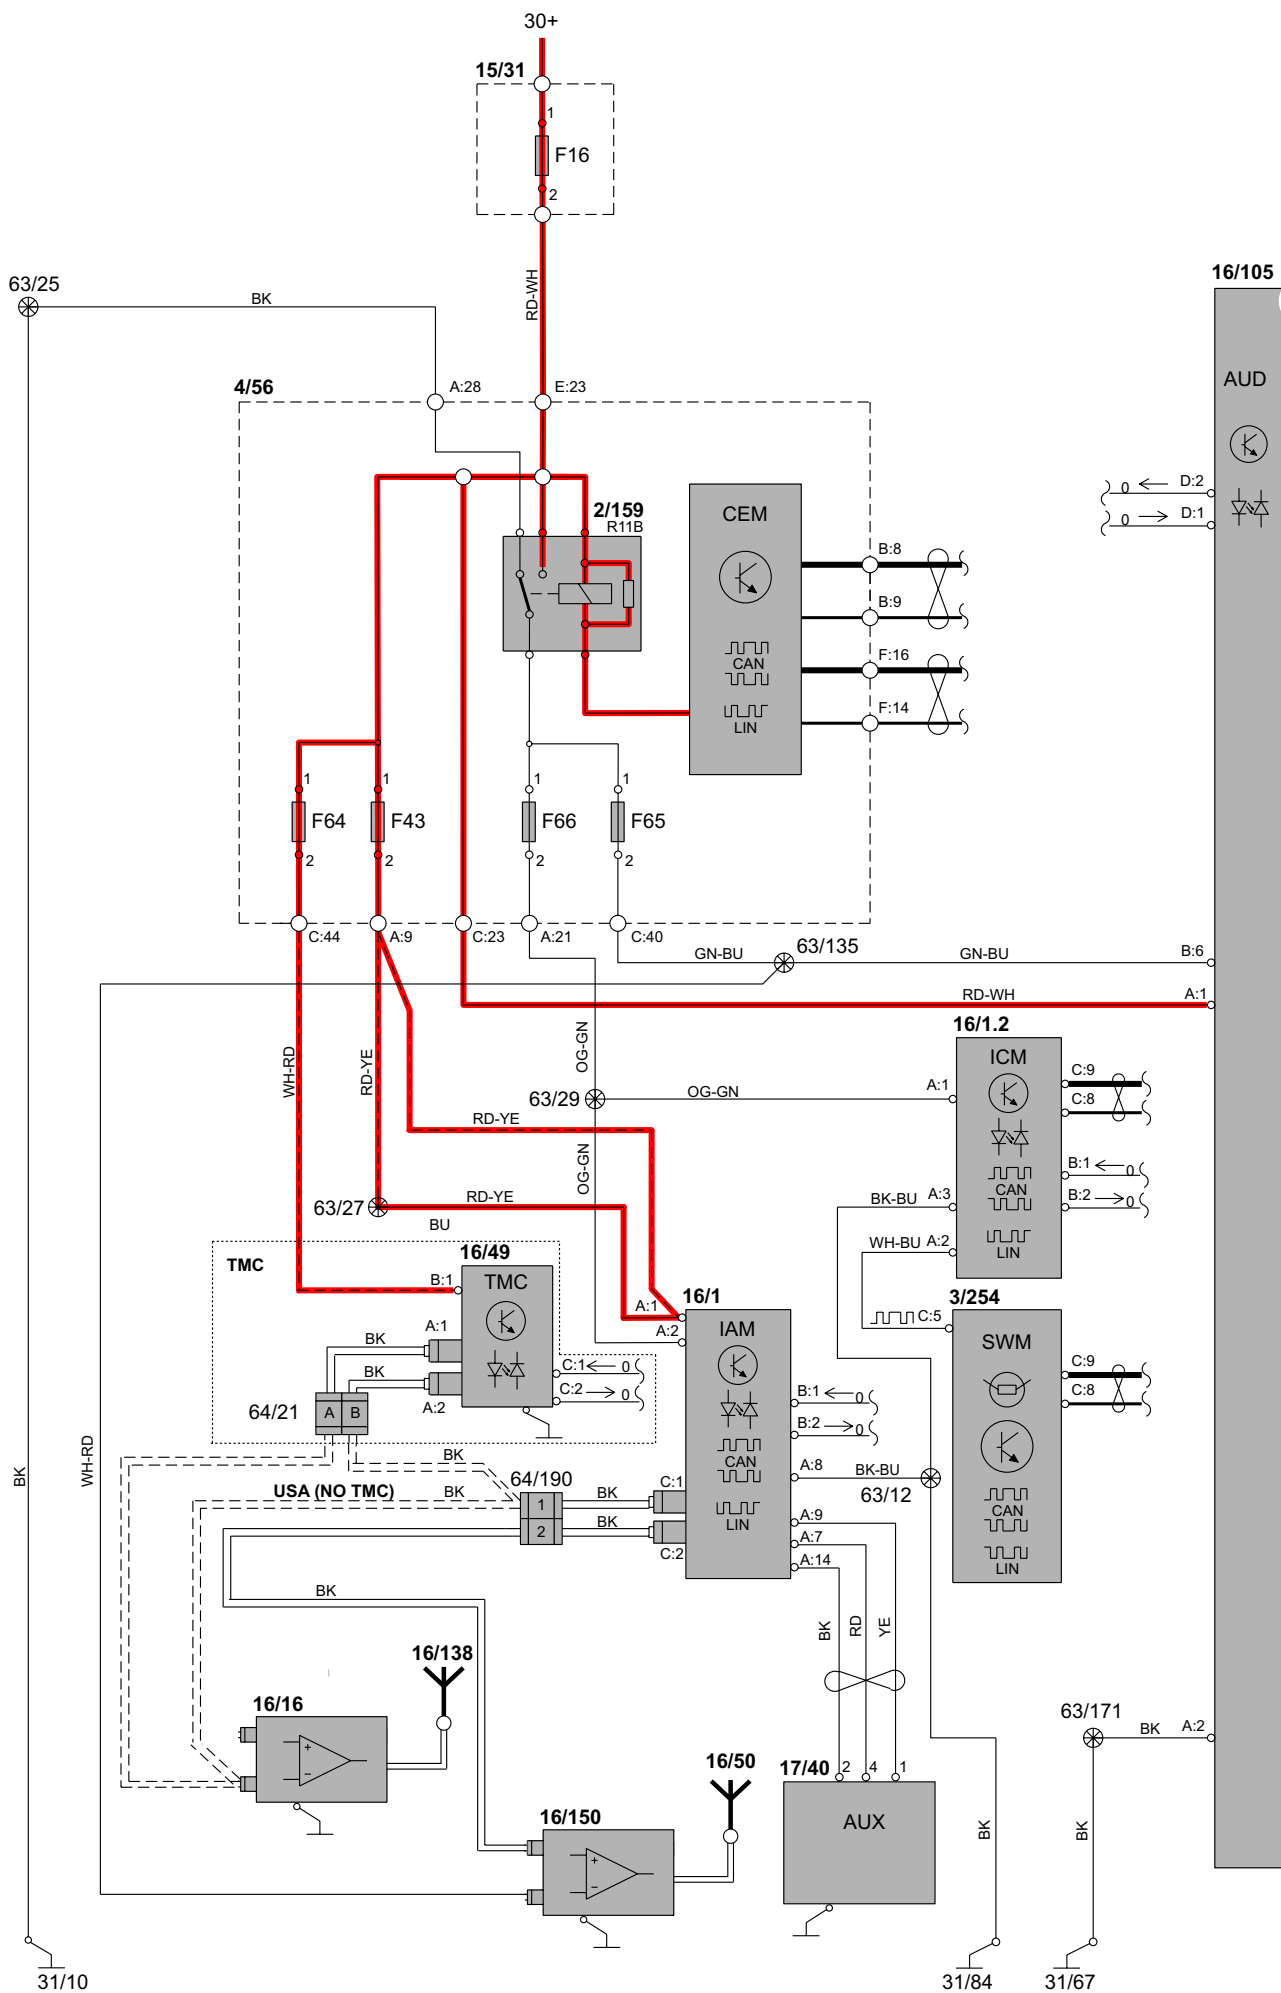 30+
15/31
1
F16
2
RD-WH
63/25
BK
16/105
AUD
4/56
A:28
E:23
D:2
0
D:1
0
2/159
R11B
CEM
CAN
LIN
B:8
B:9
F:16
F:14
1
F64
2
1
F43
2
1
F66
2
1
F65
2
C:44
A:9
C:23
A:21
C:40
GN-BU
63/135
GN-BU
B:6
RD-WH
A:1
WH-RD
RD-YE
OG-GN
16/1.2
ICM
CAN
LIN
C:9
C:8
B:1
0
B:2
0
63/29
OG-GN
A:1
RD-YE
OG-GN
63/27
RD-YE
BU
BK-BU
A:3
WH-BU
A:2
TMC
16/49
TMC
B:1
A:1
BK
BK
A:2
C:1
0
C:2
0
64/21
A
B
16/1
IAM
CAN
LIN
A:1
A:2
B:1
0
B:2
0
A:8
BK-BU
63/12
A:9
A:7
A:14
3/254
SWM
CAN
LIN
C:5
C:9
C:8
BK
WH-RD
BK
USA (NO TMC)
BK
64/190
1
2
BK
BK
C:1
C:2
BK
BK
RD
YE
16/138
16/16
+
−
16/50
16/150
+
−
17/40
2
4
1
AUX
63/171
BK
A:2
BK
BK
31/10
31/84
31/67